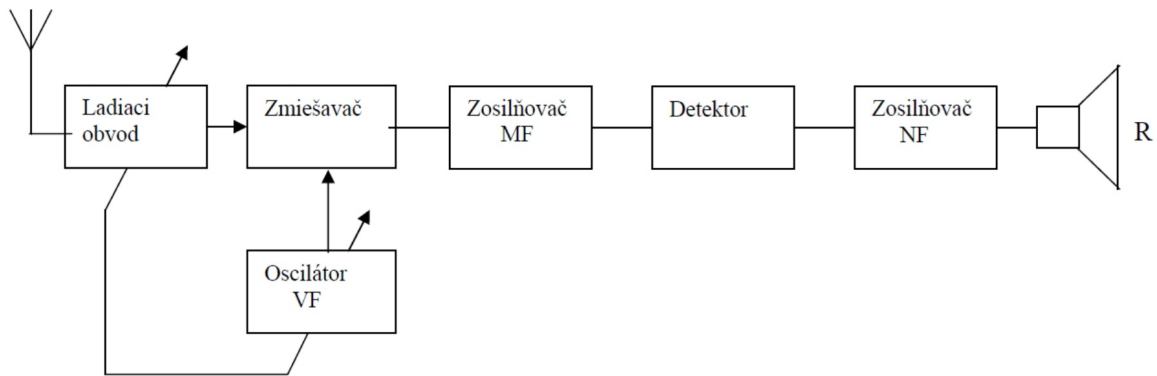 Ladiaci
obvod
Zmiešavač
Zosilňovač
MF
Detektor
Zosilňovač
NF
R
Oscilátor
VF